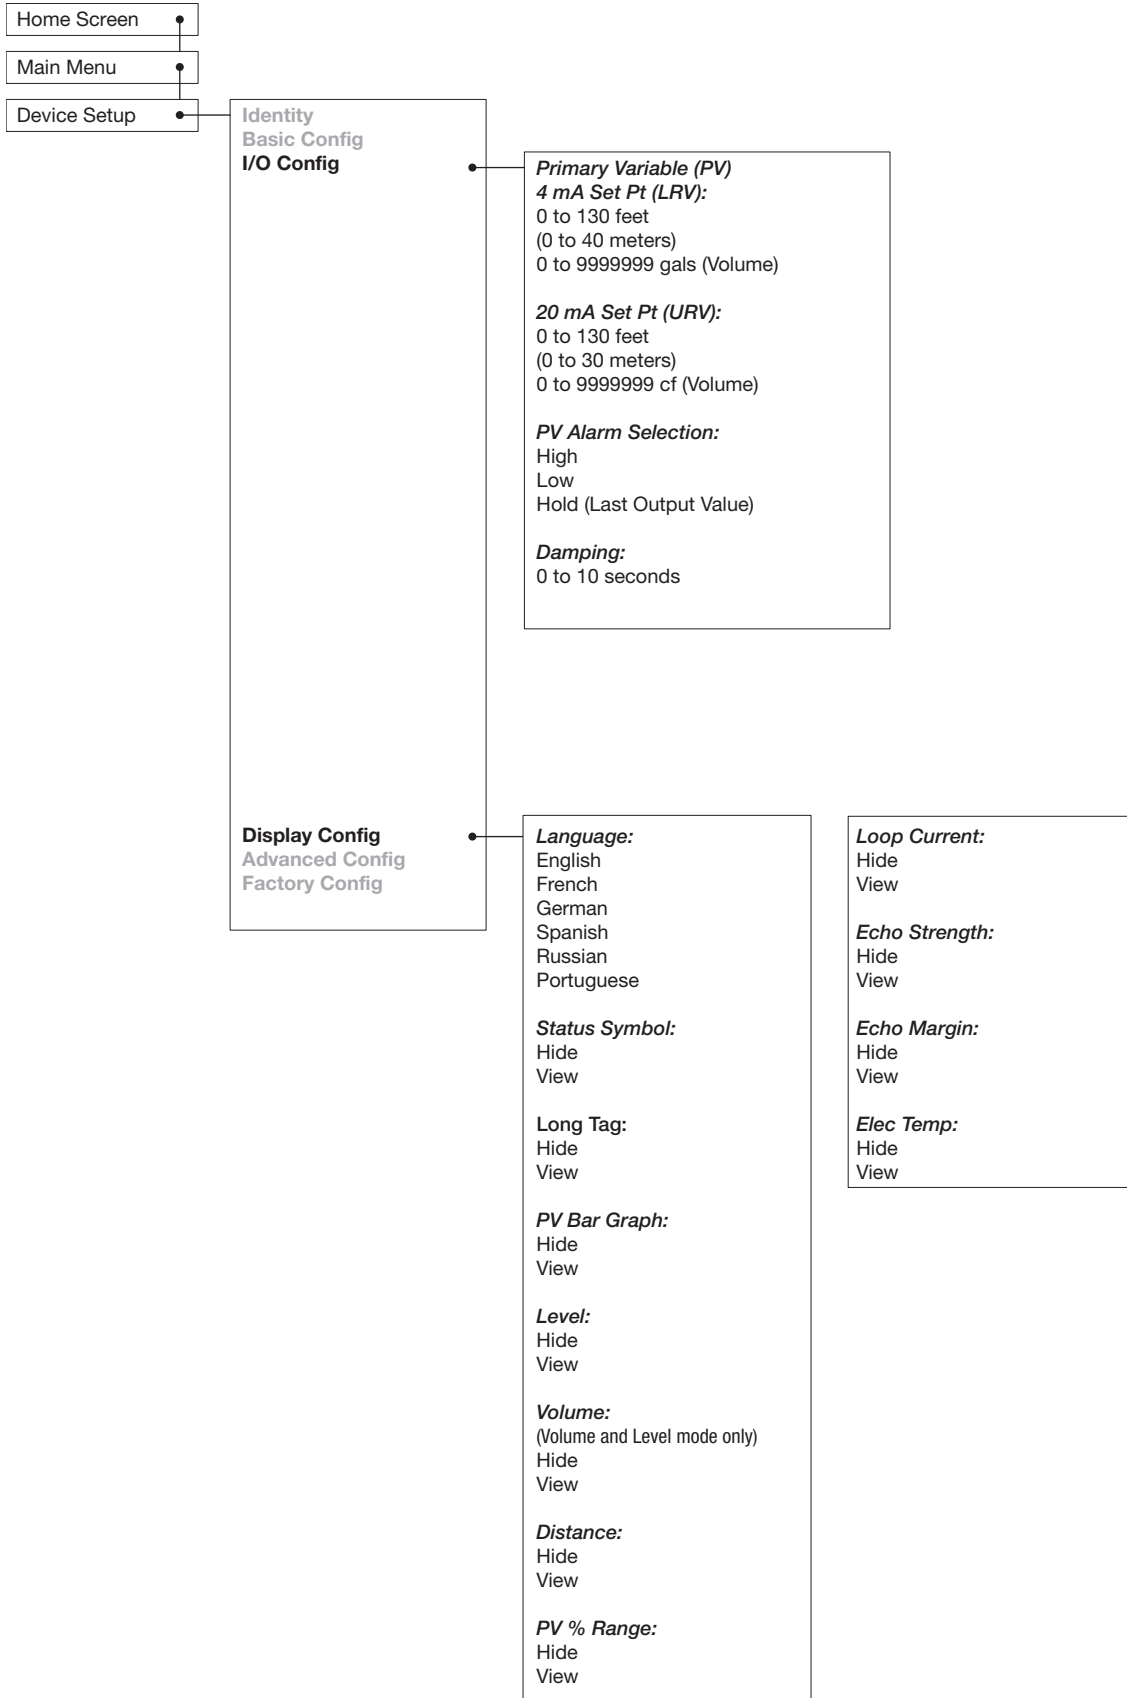 Home Screen
Main Menu
Device Setup
Identity
Basic Config
I/O Config
Primary Variable (PV)
4 mA Set Pt (LRV):
0 to 130 feet
(0 to 40 meters)
0 to 9999999 gals (Volume)
20 mA Set Pt (URV):
0 to 130 feet
(0 to 30 meters)
0 to 9999999 cf (Volume)
PV Alarm Selection:
High
Low
Hold (Last Output Value)
Damping:
0 to 10 seconds
Display Config
Advanced Config
Factory Config
Language:
English
French
German
Spanish
Russian
Portuguese
Status Symbol:
Hide
View
Long Tag:
Hide
View
PV Bar Graph:
Hide
View
Level:
Hide
View
Volume:
(Volume and Level mode only)
Hide
View
Distance:
Hide
View
PV % Range:
Hide
View
Loop Current:
Hide
View
Echo Strength:
Hide
View
Echo Margin:
Hide
View
Elec Temp:
Hide
View